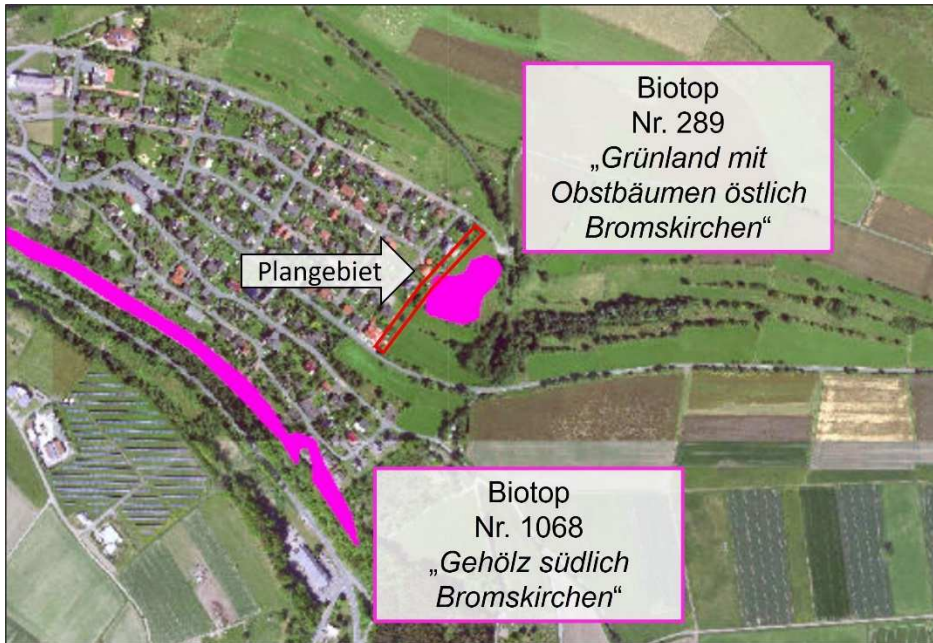 Biotop
Nr. 289
„Grünland mit
Obstbäumen östlich
Bromskirchen“
Plangebiet
Biotop
Nr. 1068
„Gehölz südlich
Bromskirchen“